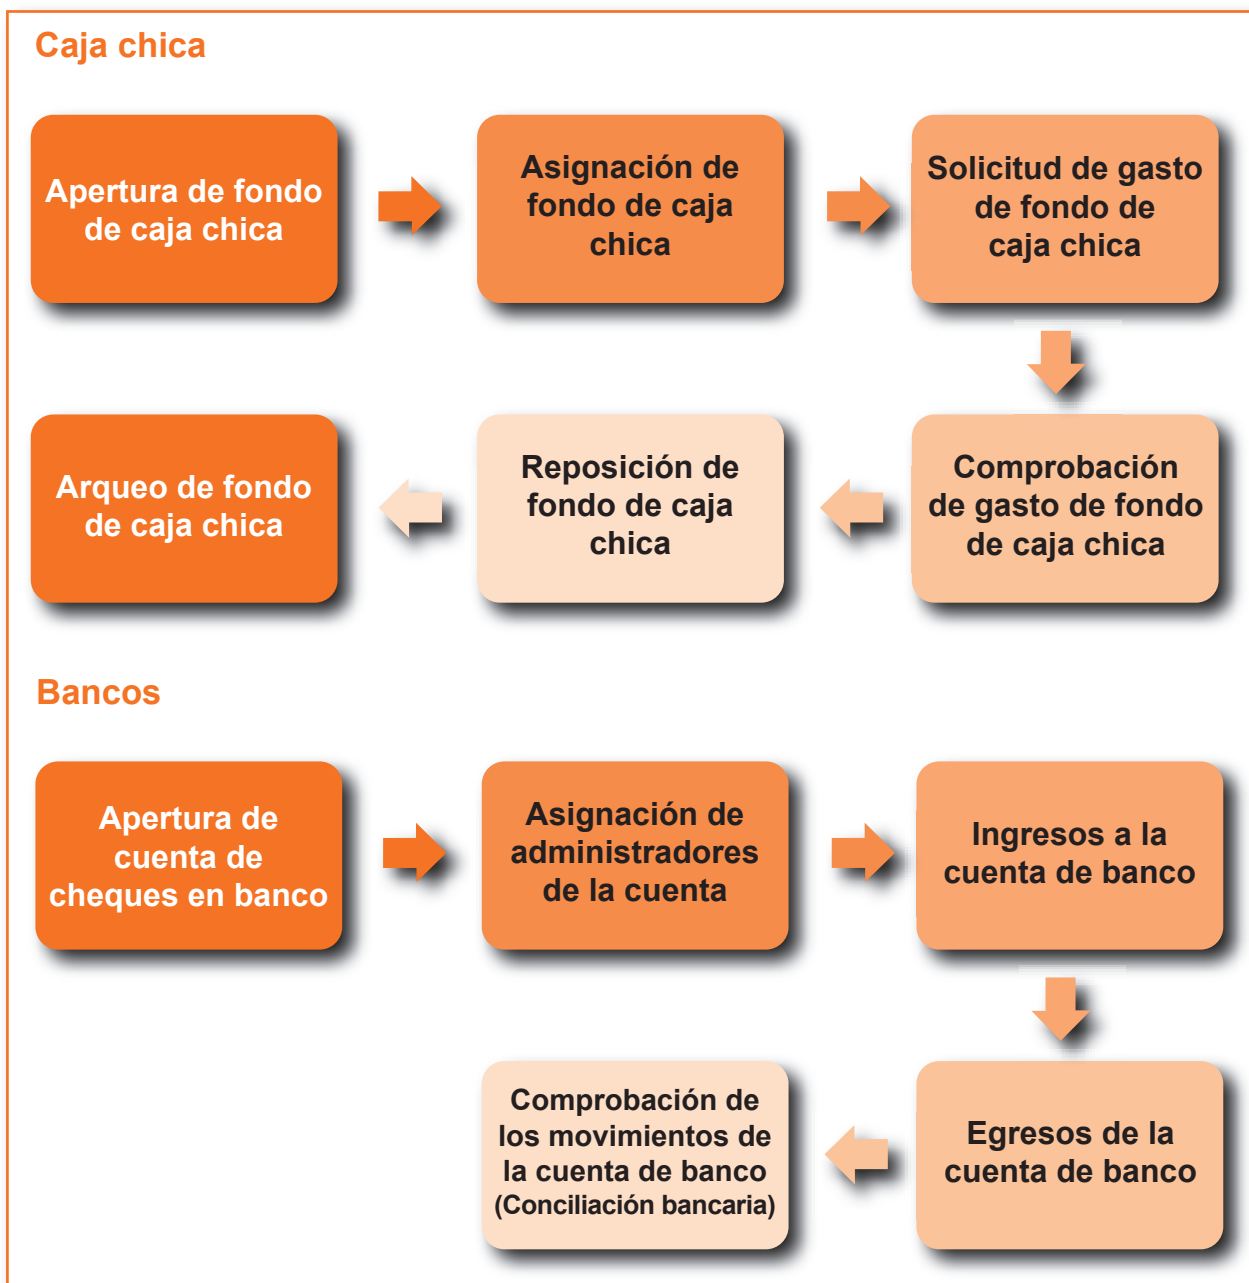 Caja chica
Apertura de fondo
de caja chica
Asignación de
fondo de caja
chica
Solicitud de gasto
de fondo de
caja chica
Comprobación
de gasto de fondo
de caja chica
Reposición de
fondo de caja
chica
Arqueo de fondo
de caja chica
Bancos
Apertura de
cuenta de
cheques en banco
Asignación de
administradores
de la cuenta
Ingresos a la
cuenta de banco
Egresos de la
cuenta de banco
Comprobación de
los movimientos de
la cuenta de banco
(Conciliación bancaria)